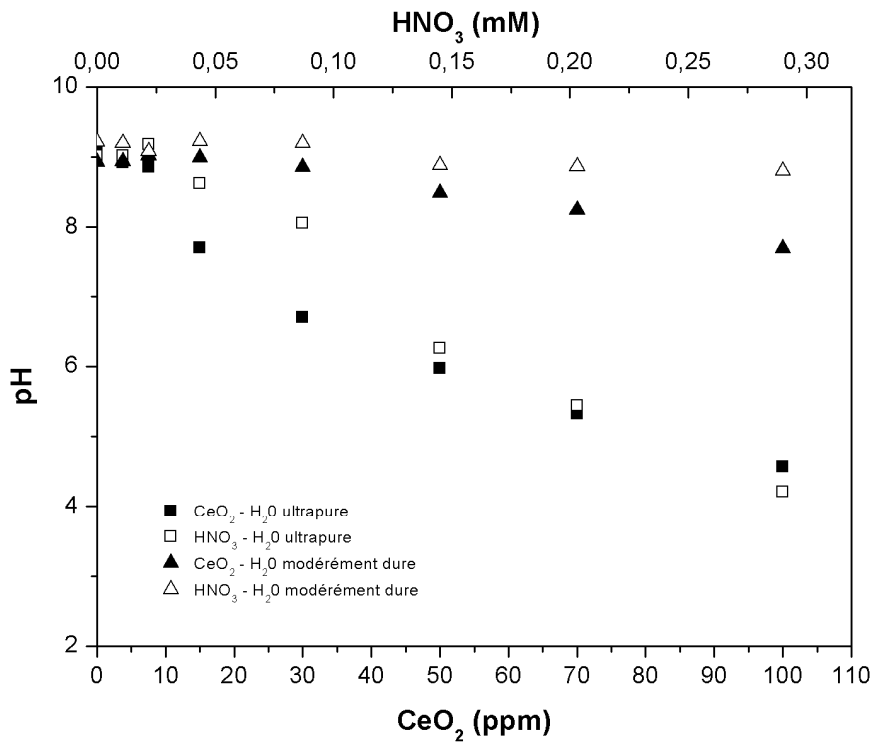 HNO₃ (mM)
0,00 0,05 0,10 0,15 0,20 0,25 0,30
10
8
6
4
2
pH
CeO₂ - H₂0 ultrapure
HNO₃ - H₂0 ultrapure
CeO₂ - H₂0 modérément dure
HNO₃ - H₂0 modérément dure
0 10 20 30 40 50 60 70 80 90 100 110
CeO₂ (ppm)